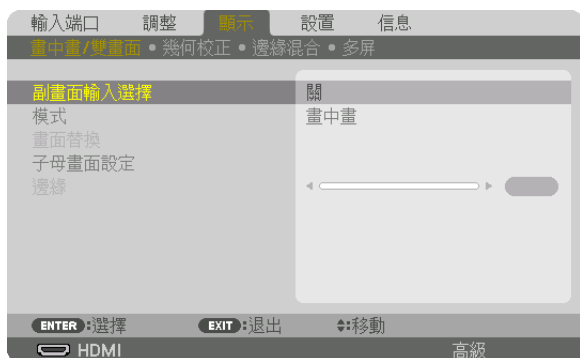 輸入端口 調整 顯示 設置 信息
畫中畫/雙畫面 • 幾何校正 • 邊緣混合 • 多屏
副畫面輸入選擇 關
模式 畫中畫
畫面替換
子母畫面設定
邊緣
ENTER:選擇 EXIT:退出 :移動
HDMI 高級